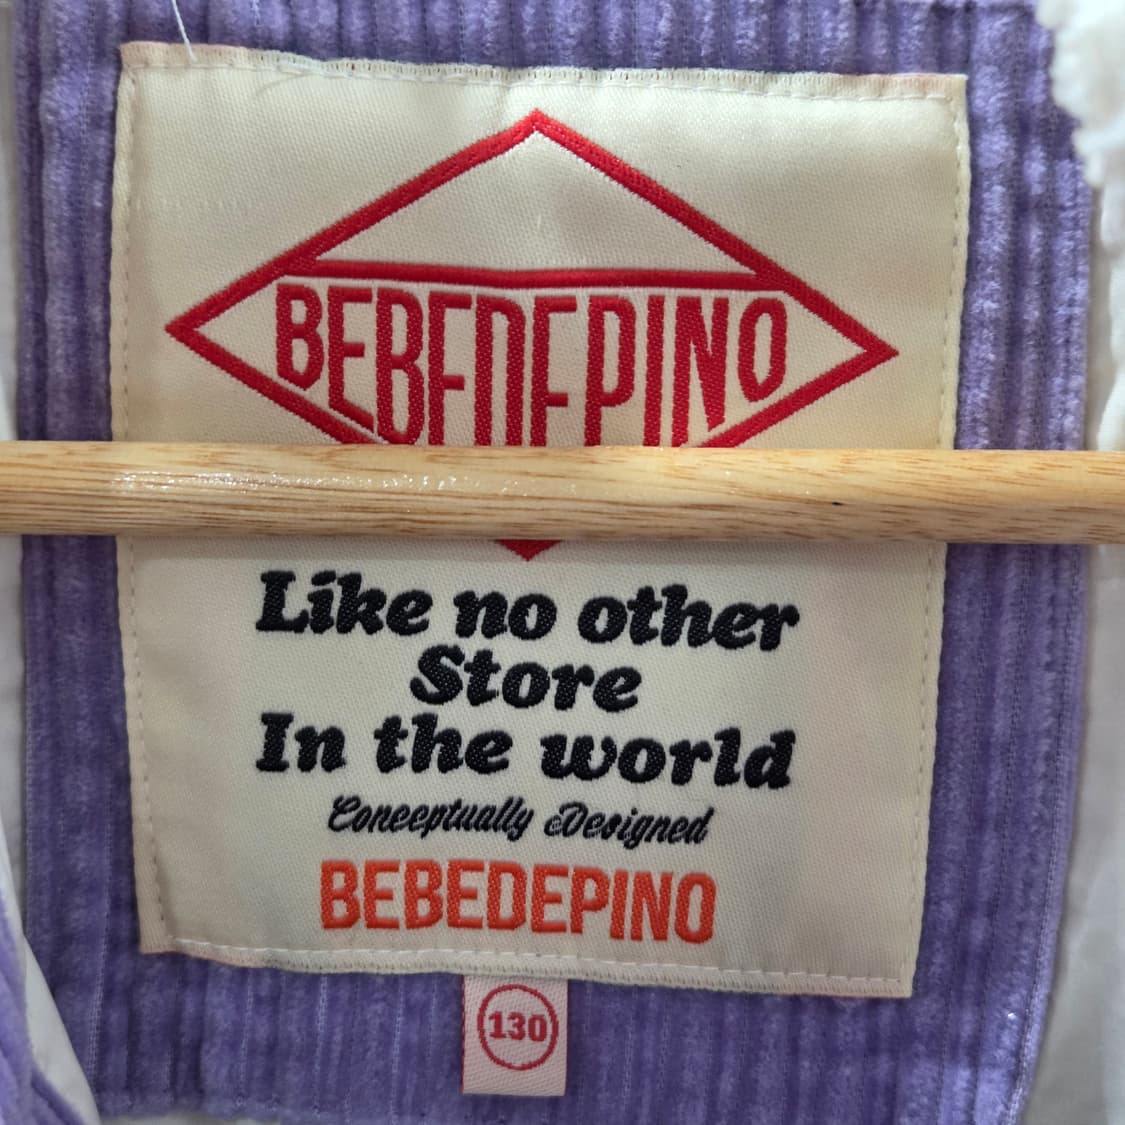 BEBEDEPINO
Like no other
Store
In the world
Conceptually Designed
BEBEDEPINO
130